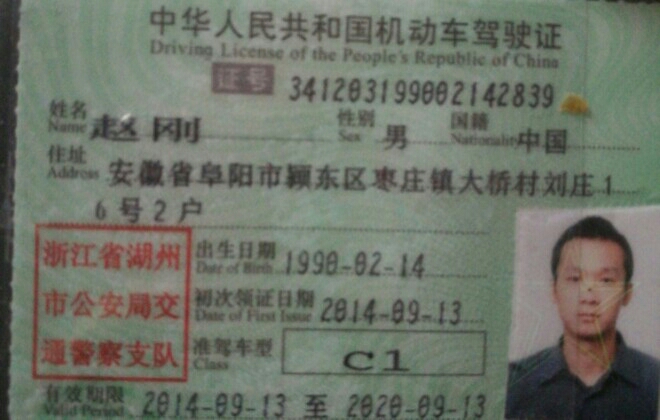 中华人民共和国机动车驾驶证
Driving License of the People's Republic of China
证号 341203199002142839
姓名 Name 赵刚 性别 Sex 男 国籍 Nationality 中国
住址 Address 安徽省阜阳市颍东区枣庄镇大桥村刘庄1
6号2户
浙江省湖州
市公安局交
通警察支队
出生日期 Date of Birth 1990-02-14
初次领证日期 Date of First Issue 2014-09-13
准驾车型 Class C1
有效期限 Valid Period 2014-09-13 至 2020-09-13